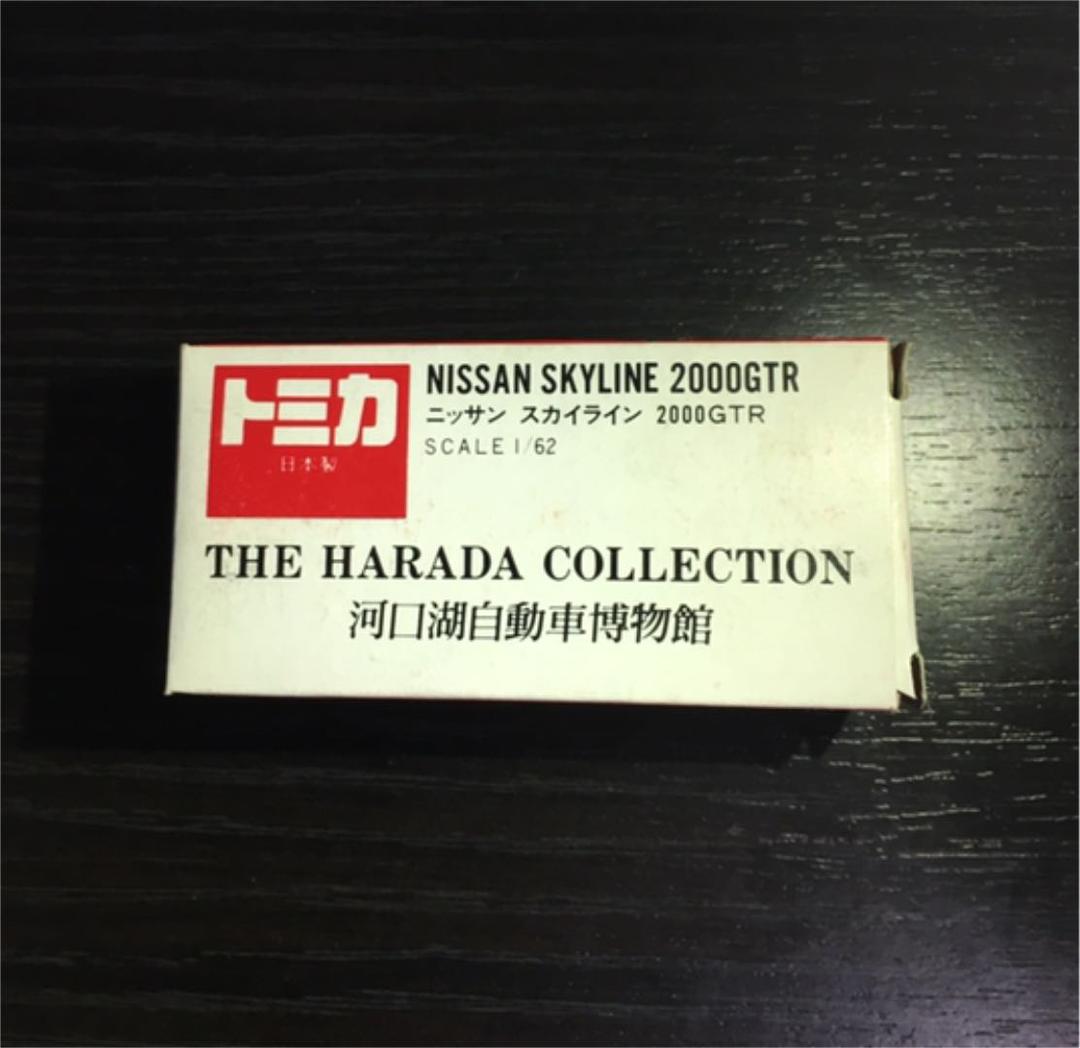 トミカ
日本製
NISSAN SKYLINE 2000GTR
ニッサン スカイライン 2000GTR
SCALE 1/62
THE HARADA COLLECTION
河口湖自動車博物館